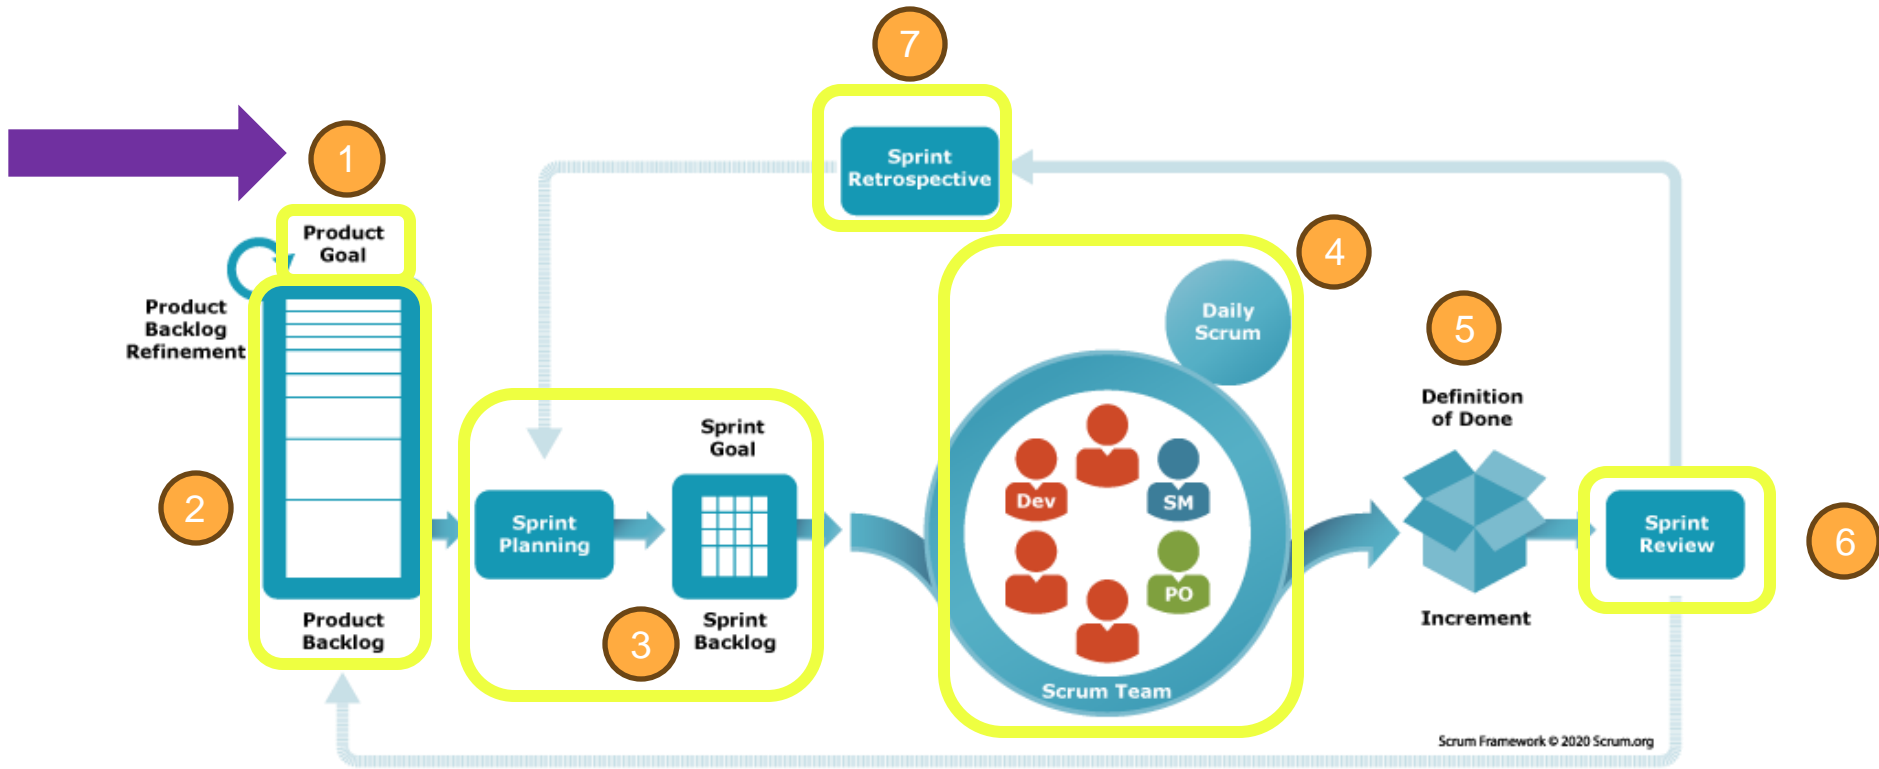 7
1
Sprint
Retrospective
Product
Goal
4
Product
Backlog
Refinement
Daily
Scrum
5
Definition
of Done
Sprint
Goal
2
Dev
SM
Sprint
Planning
Sprint
Review
6
PO
Product
Backlog
3
Sprint
Backlog
Increment
Scrum Team
Scrum Framework © 2020 Scrum.org